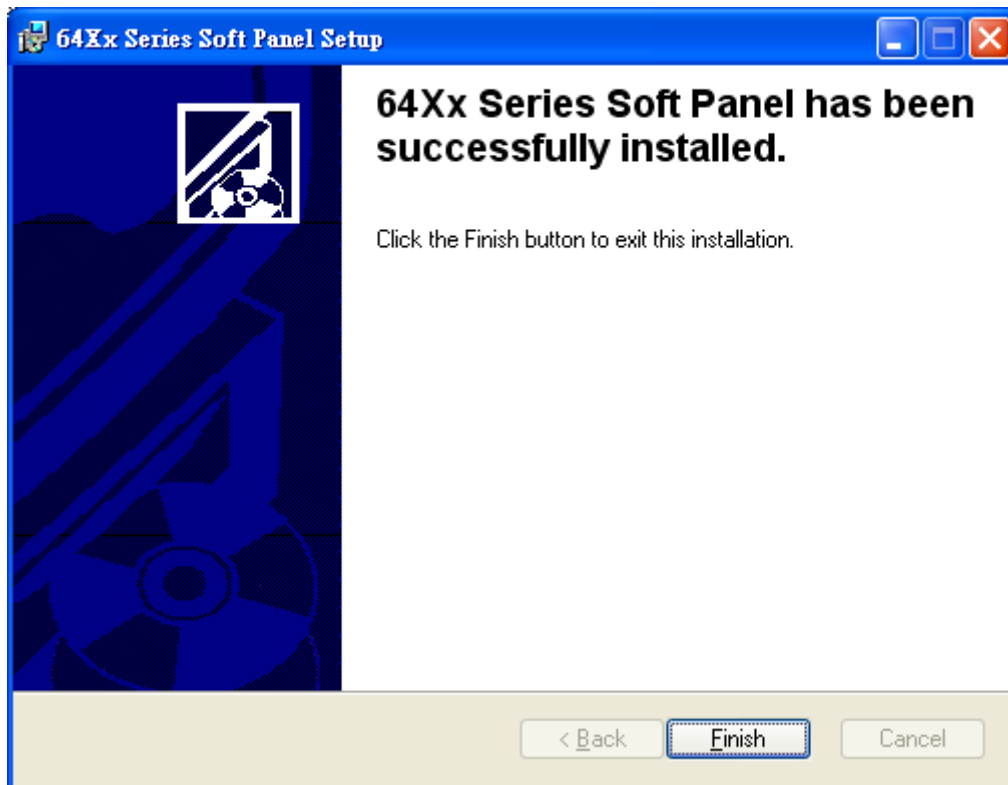 64Xx Series Soft Panel Setup
64Xx Series Soft Panel has been
successfully installed.
Click the Finish button to exit this installation.
< Back
Finish
Cancel